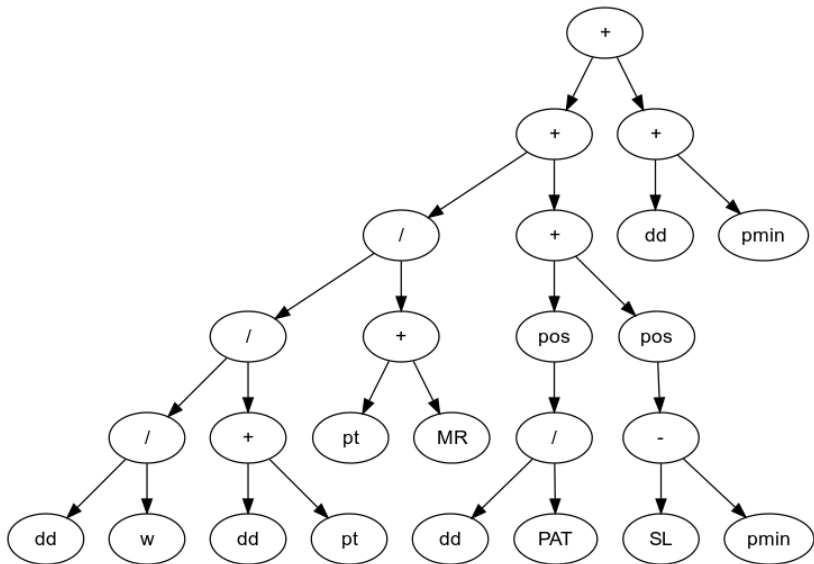 +
+ +
/ + dd pmin
/ + pos pos
/ + pt MR / -
dd w dd pt dd PAT SL pmin